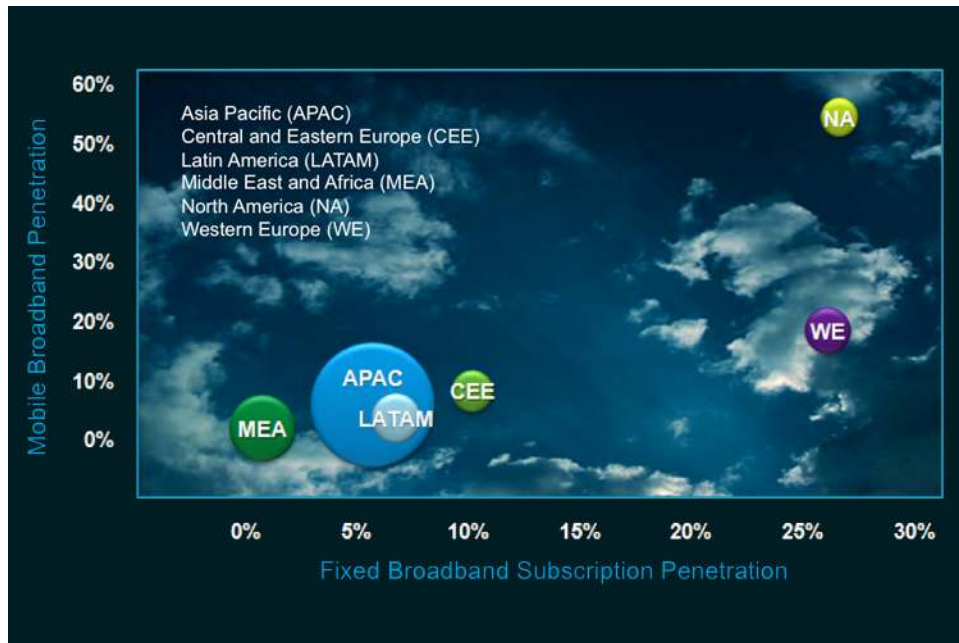 60%
50%
40%
30%
20%
10%
0%
Mobile Broadband Penetration
Asia Pacific (APAC)
Central and Eastern Europe (CEE)
Latin America (LATAM)
Middle East and Africa (MEA)
North America (NA)
Western Europe (WE)
NA
WE
APAC
CEE
LATAM
MEA
0% 5% 10% 15% 20% 25% 30%
Fixed Broadband Subscription Penetration